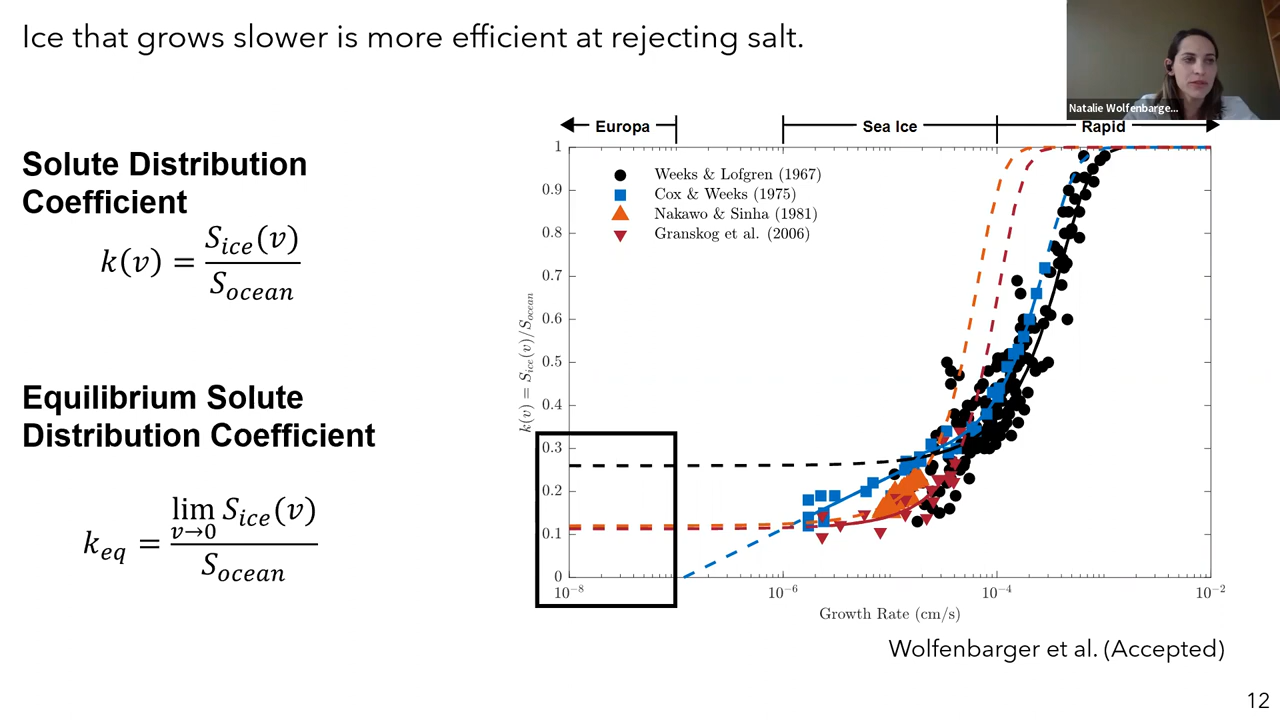 Ice that grows slower is more efficient at rejecting salt.
Natalie Wolfenbarge...
Solute Distribution
Coefficient
k(v) = S_ice(v) / S_ocean
Equilibrium Solute
Distribution Coefficient
k_eq = lim v→0 S_ice(v) / S_ocean
Europa
Sea Ice
Rapid
Weeks & Lofgren (1967)
Cox & Weeks (1975)
Nakawo & Sinha (1981)
Granskog et al. (2006)
k(v) = S_ice(v)/S_ocean
1
0.9
0.8
0.7
0.6
0.5
0.4
0.3
0.2
0.1
0
10^-8
10^-6
10^-4
10^-2
Growth Rate (cm/s)
Wolfenbarger et al. (Accepted)
12